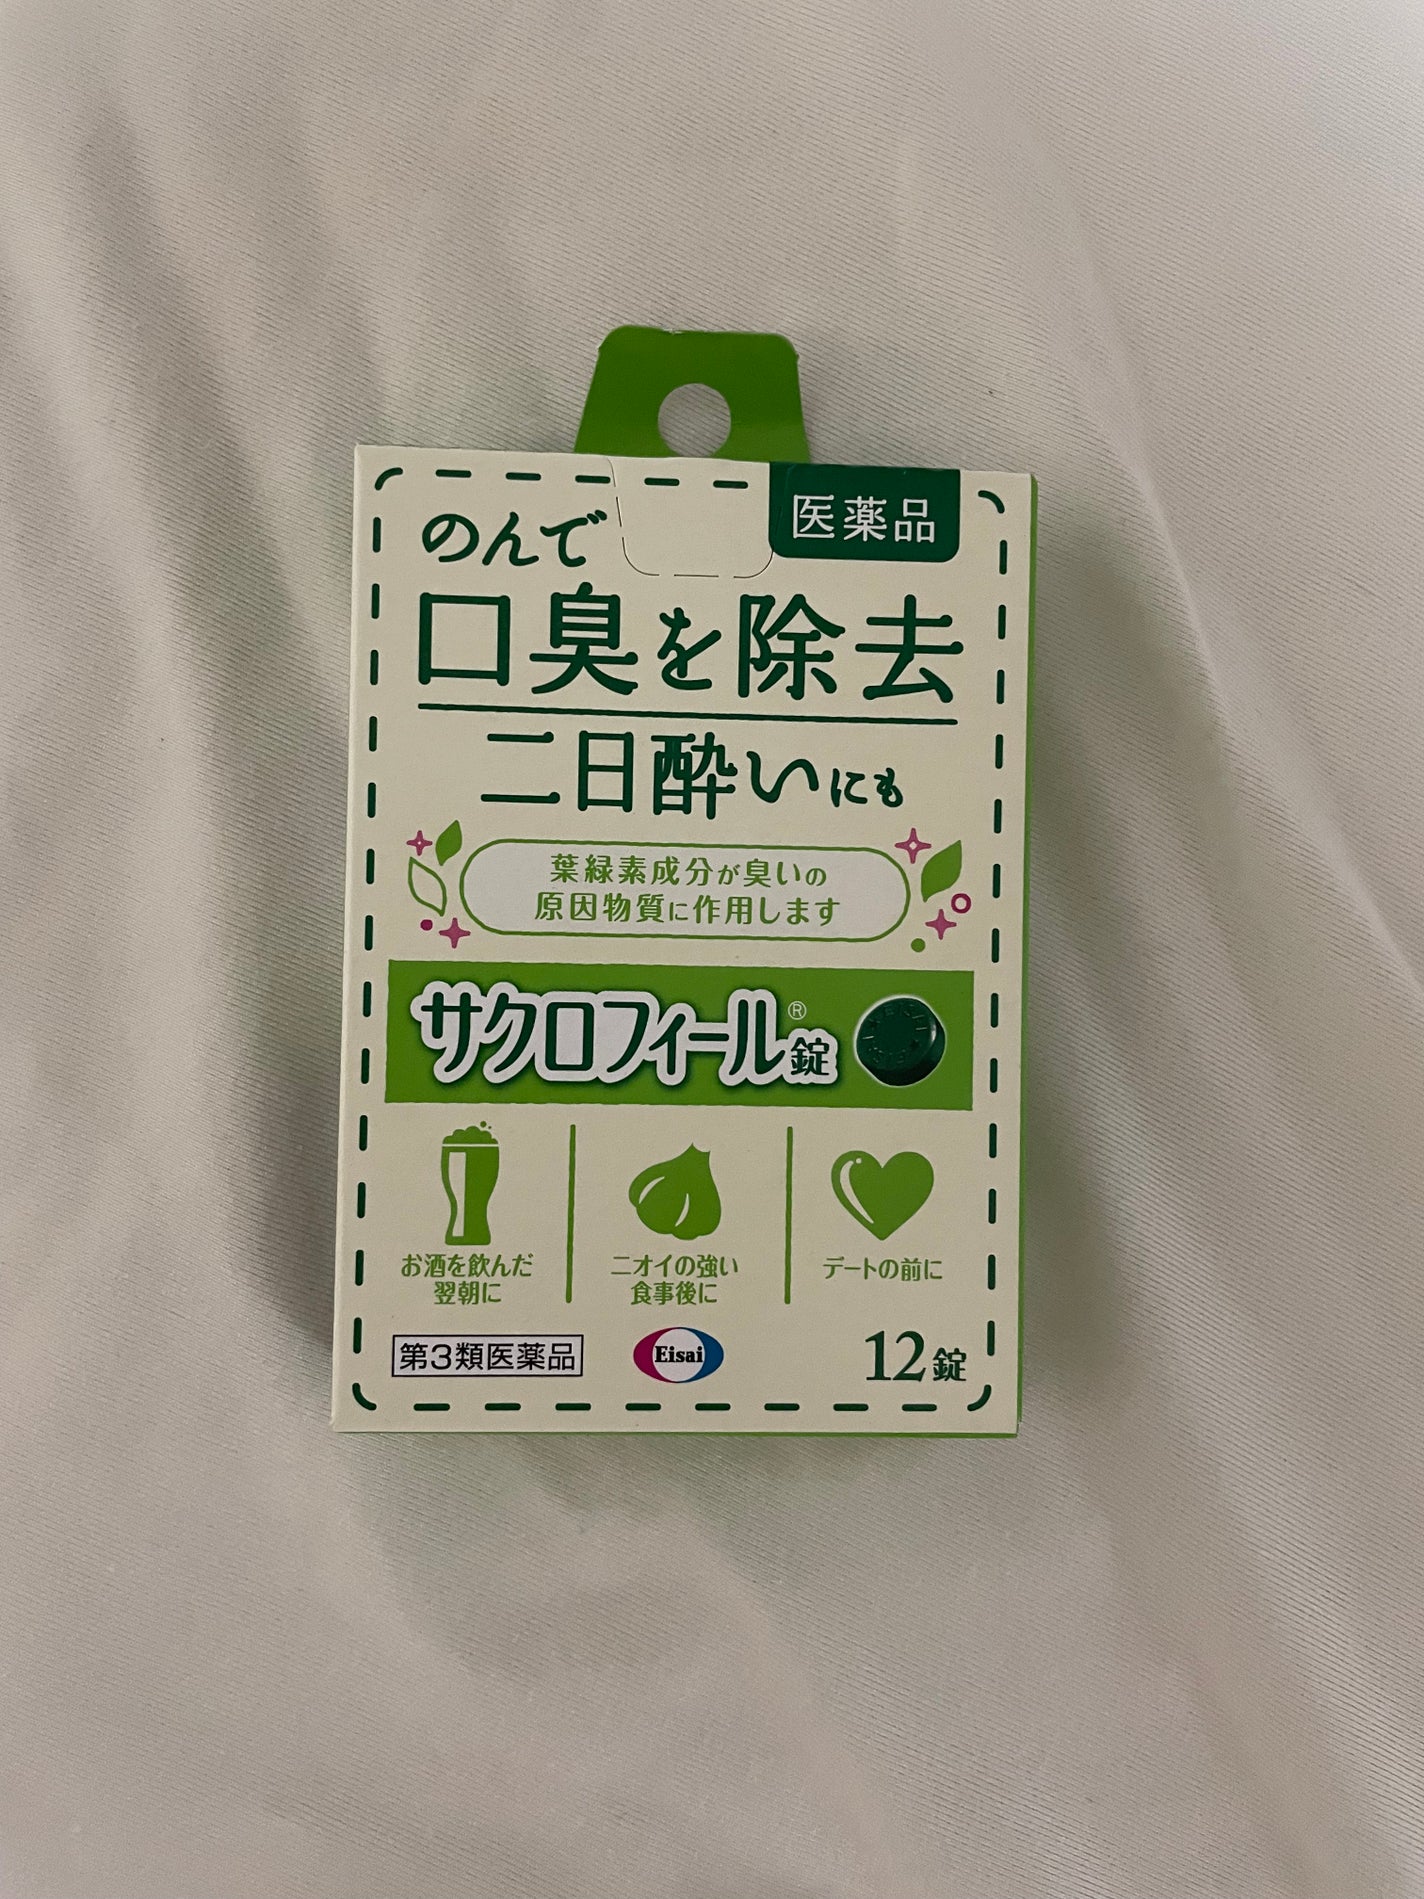 医薬品
のんで
口臭を除去
二日酔いにも
葉緑素成分が臭いの
原因物質に作用します
サクロフィール®錠
お酒を飲んだ
翌朝に
ニオイの強い
食事後に
デートの前に
第3類医薬品
Eisai
12錠